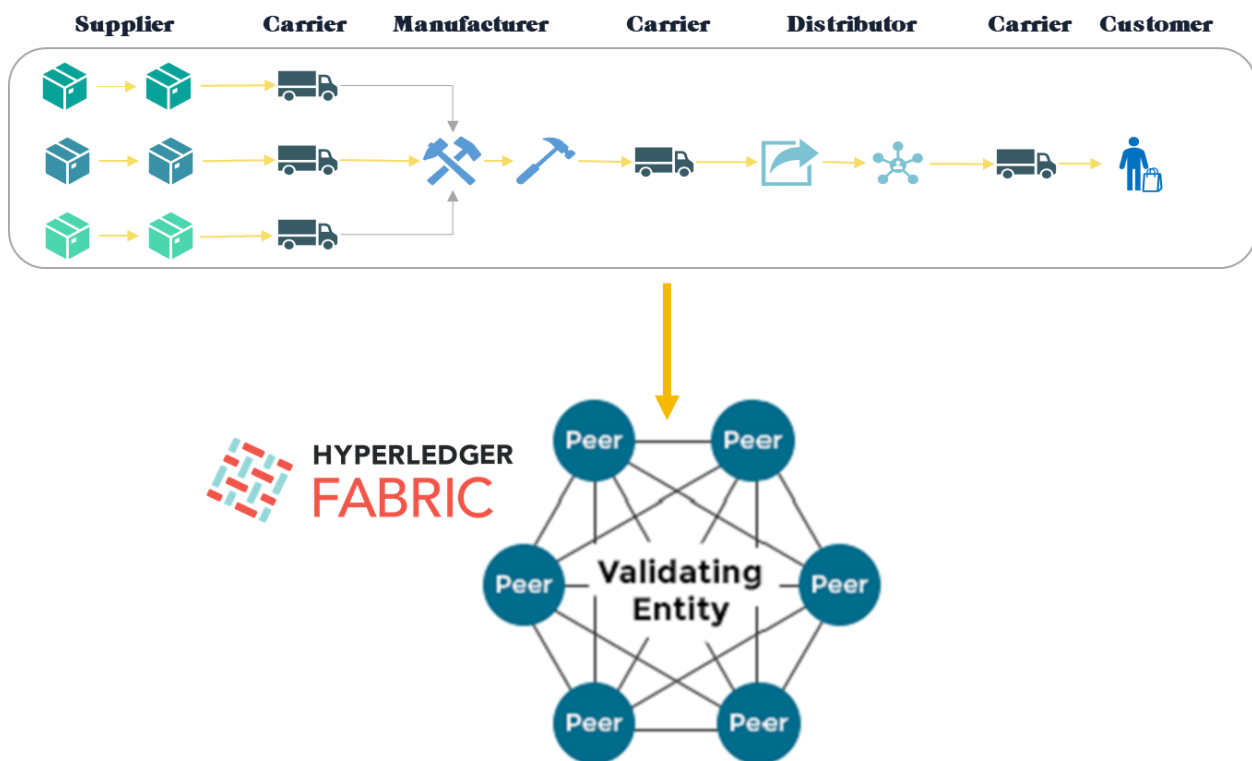 Supplier Carrier Manufacturer Carrier Distributor Carrier Customer
HYPERLEDGER
FABRIC
Peer Peer
Peer Validating Entity Peer
Peer Peer